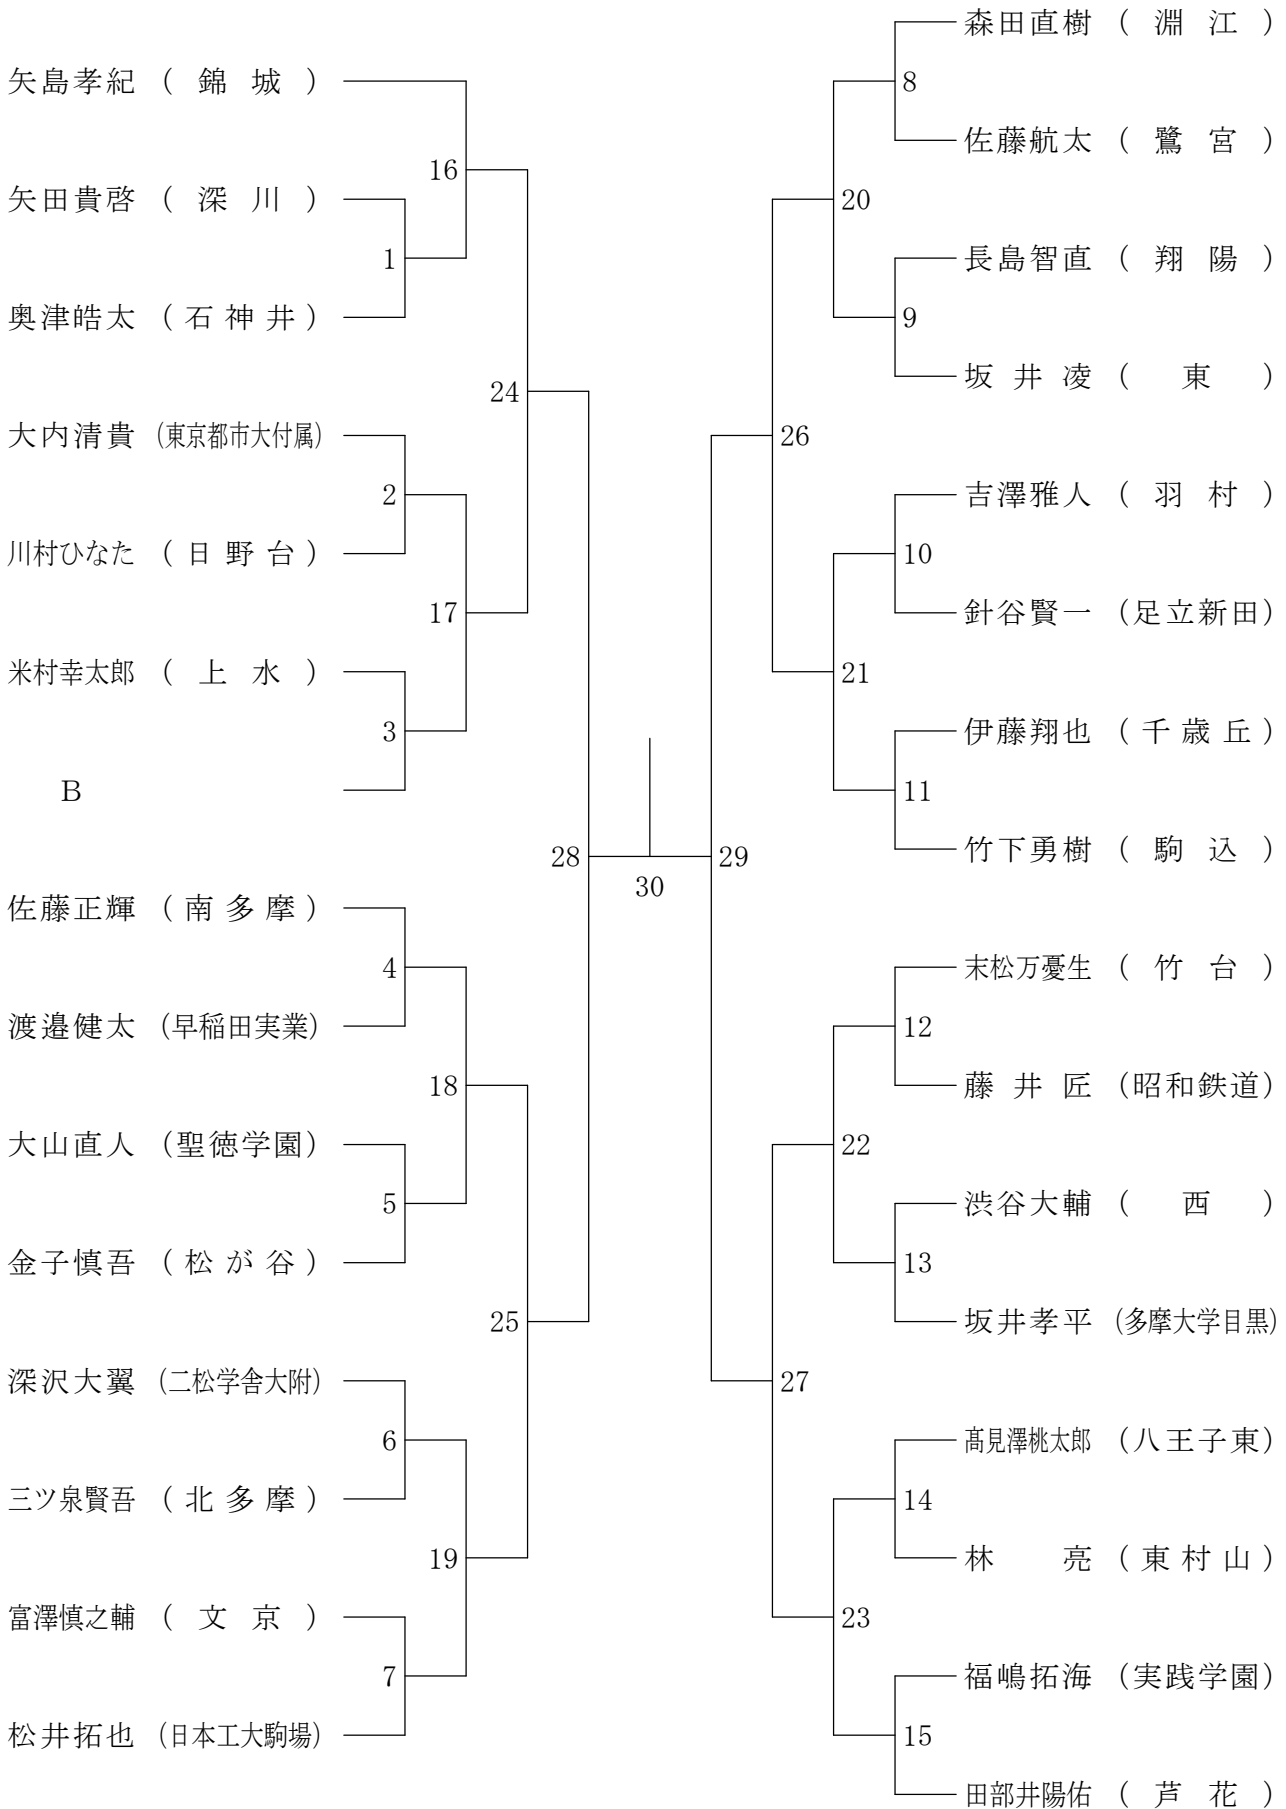 矢島孝紀 （ 錦 城 ）
16
矢田貴啓 （ 深 川 ）
1
奥津皓太 （ 石 神 井 ）
24
大内清貴 （東京都市大付属）
2
川村ひなた （ 日 野 台 ）
17
米村幸太郎 （ 上 水 ）
3
B
28
佐藤正輝 （ 南 多 摩 ）
4
渡邉健太 （早稲田実業）
18
大山直人 （聖徳学園）
5
金子慎吾 （ 松 が 谷 ）
25
深沢大翼 （二松学舎大附）
6
三ツ泉賢吾 （ 北 多 摩 ）
19
富澤慎之輔 （ 文 京 ）
7
松井拓也 （日本工大駒場）
30
森田直樹 （ 淵 江 ）
8
佐藤航太 （ 鷺 宮 ）
20
長島智直 （ 翔 陽 ）
9
坂 井 凌 （ 東 ）
26
吉澤雅人 （ 羽 村 ）
10
針谷賢一 （足立新田）
21
伊藤翔也 （ 千 歳 丘 ）
11
竹下勇樹 （ 駒 込 ）
29
末松万憂生 （ 竹 台 ）
12
藤 井 匠 （昭和鉄道）
22
渋谷大輔 （ 西 ）
13
坂井孝平 （多摩大学目黒）
27
髙見澤桃太郎 （八王子東）
14
林 亮 （ 東 村 山 ）
23
福嶋拓海 （実践学園）
15
田部井陽佑 （ 芦 花 ）